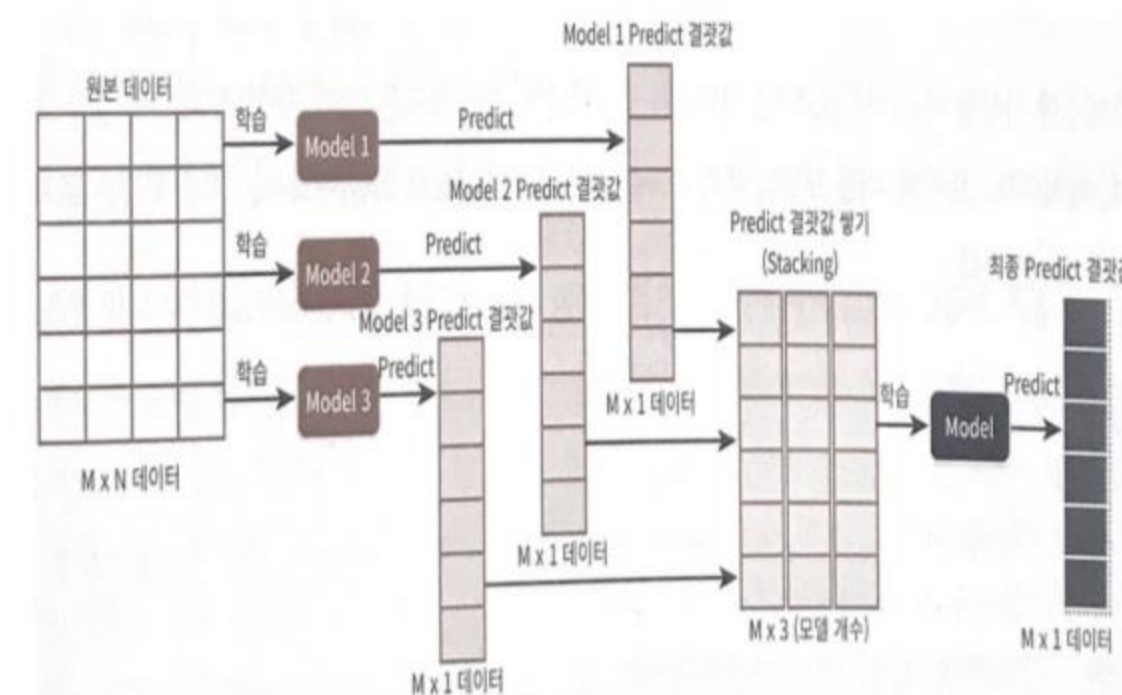 Model 1 Predict 결괏값
원본 데이터
학습
Model 1
Predict
Model 2 Predict 결괏값
학습
Model 2
Predict
Predict 결괏값 쌓기
(Stacking)
최종 Predict 결괏값
Model 3 Predict 결괏값
학습
Model 3
Predict
M x 1 데이터
학습
Model
Predict
M x N 데이터
M x 1 데이터
M x 3 (모델 개수)
M x 1 데이터
M x 1 데이터